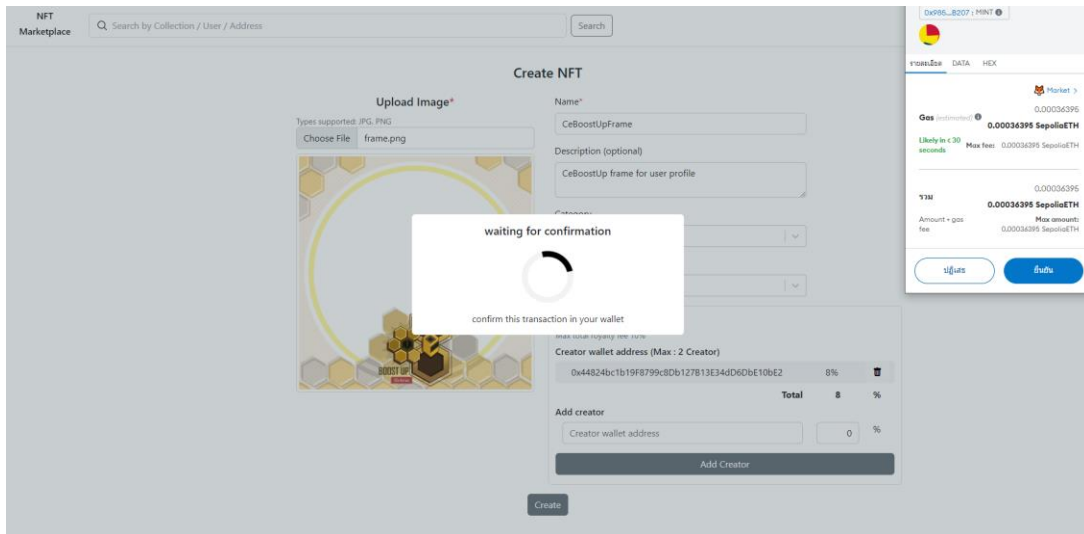 NFT
Marketplace
Search by Collection / User / Address
Search
Create NFT
Upload Image*
Types supported: JPG, PNG
Choose File frame.png
BOOST UP
Name*
CeBoostUpFrame
Description (optional)
CeBoostUp frame for user profile
Category
waiting for confirmation
confirm this transaction in your wallet
Max total royalty fee 10%
Creator wallet address (Max : 2 Creator)
0x44824bc1b19F8799c8Db127B13E34dD6DbE10bE2 8%
Total 8 %
Add creator
Creator wallet address 0 %
Add Creator
Create
0x986...B207 : MINT
รายละเอียด DATA HEX
Market >
0.00036395
Gas (estimated) 0.00036395 SepoliaETH
Likely in < 30 seconds Max fee: 0.00036395 SepoliaETH
0.00036395
รวม 0.00036395 SepoliaETH
Amount + gas fee Max amount: 0.00036395 SepoliaETH
ปฏิเสธ ยืนยัน